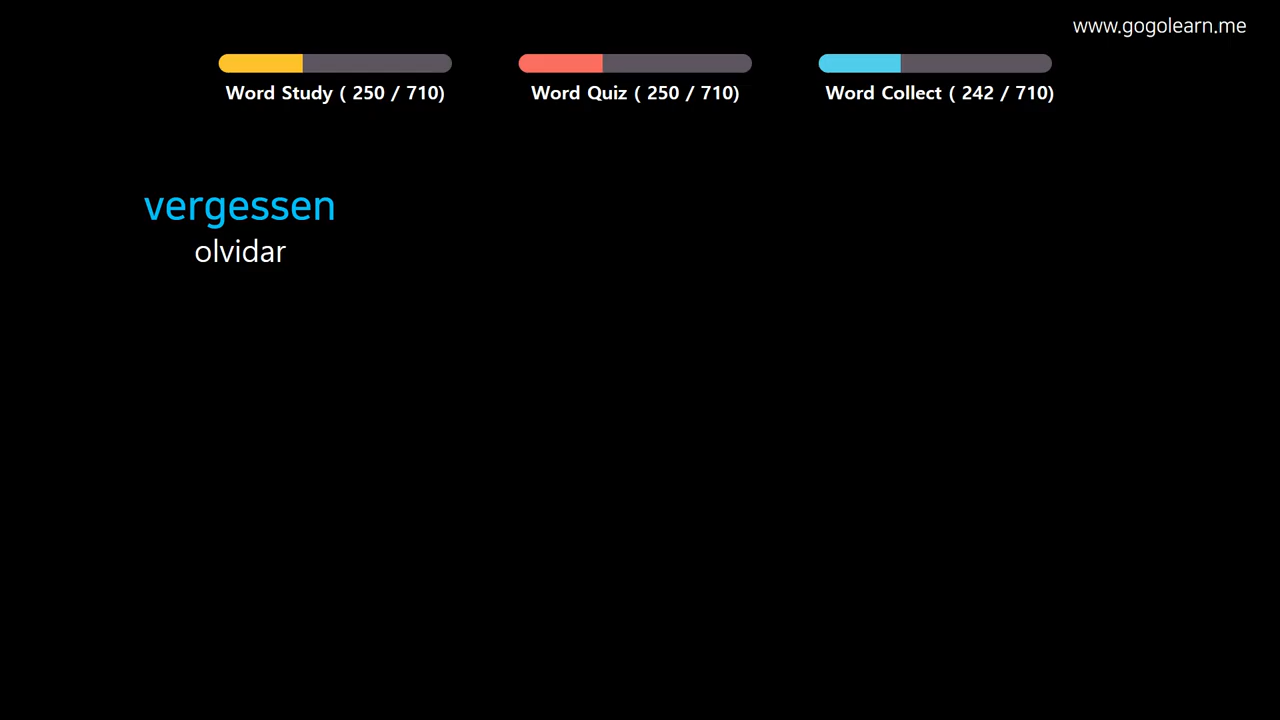 www.gogolearn.me
Word Study ( 250 / 710)
Word Quiz ( 250 / 710)
Word Collect ( 242 / 710)
vergessen
olvidar